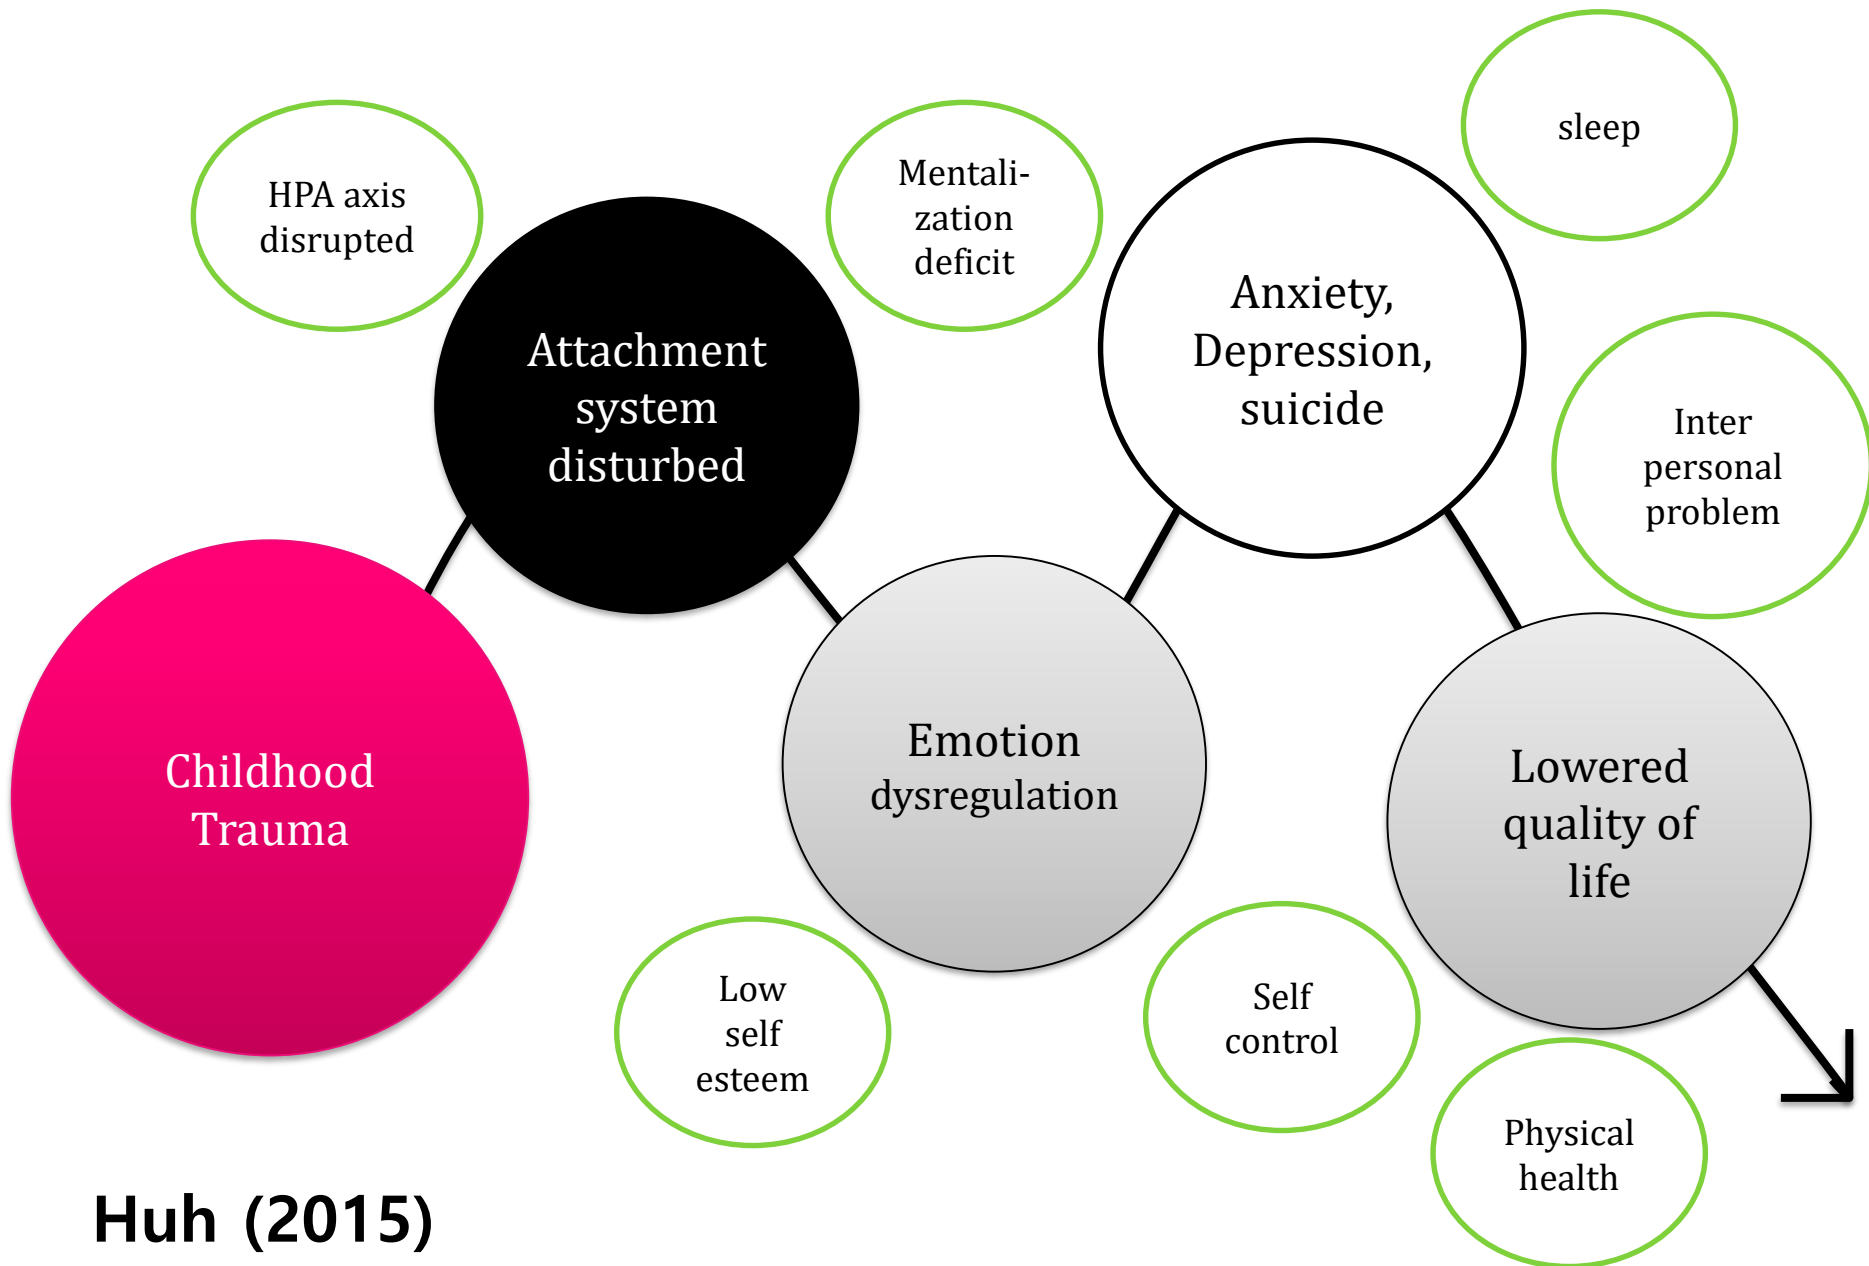 HPA axis
disrupted
Attachment
system
disturbed
Mentali-
zation
deficit
Anxiety,
Depression,
suicide
sleep
Inter
personal
problem
Childhood
Trauma
Emotion
dysregulation
Lowered
quality of
life
Low
self
esteem
Self
control
Physical
health
Huh (2015)